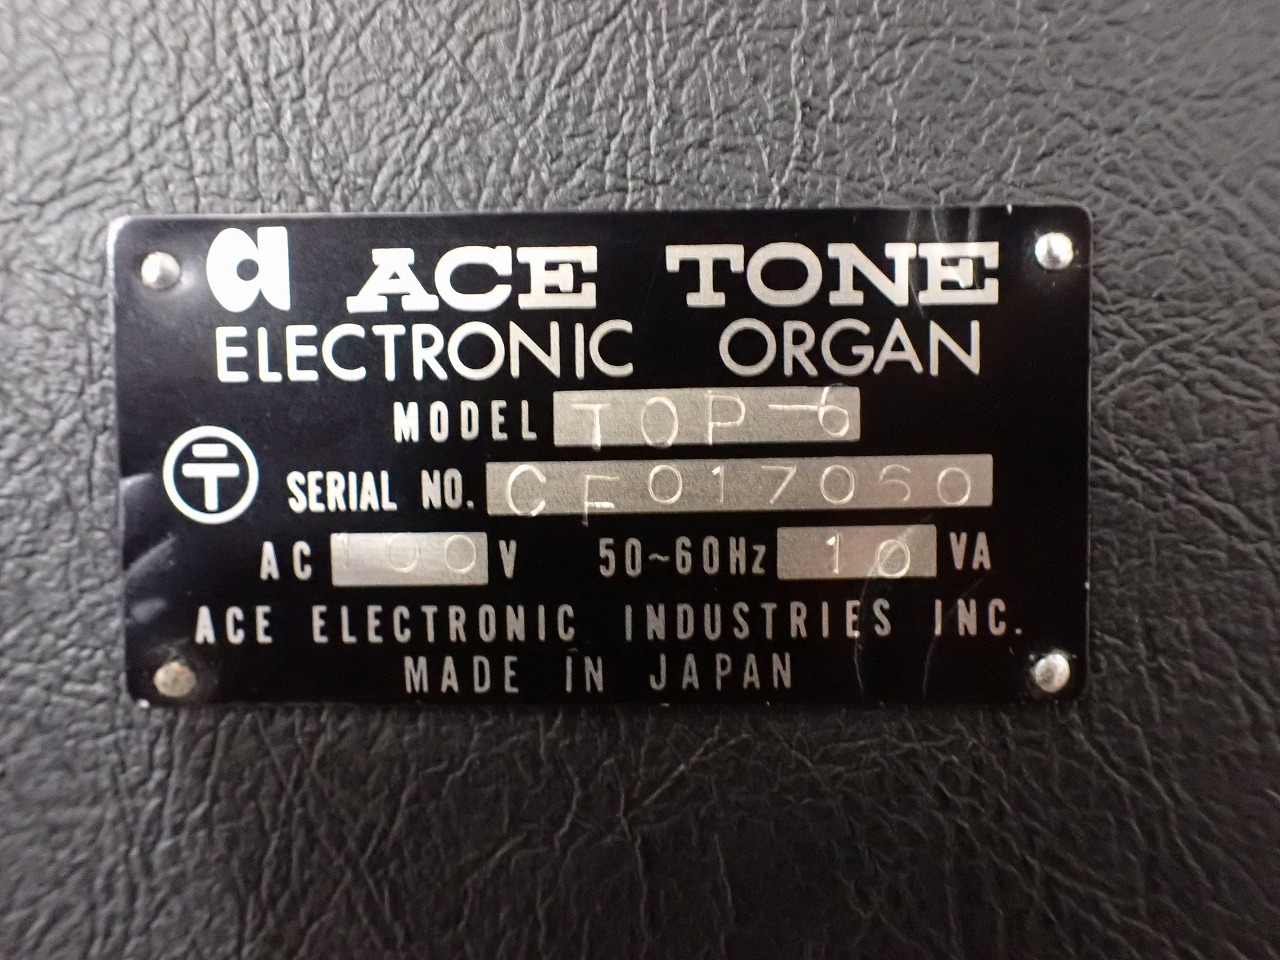 a ACE TONE
ELECTRONIC ORGAN
MODEL TOP-6
SERIAL NO. CF017050
AC 100 V 50~60Hz 10 VA
ACE ELECTRONIC INDUSTRIES INC.
MADE IN JAPAN